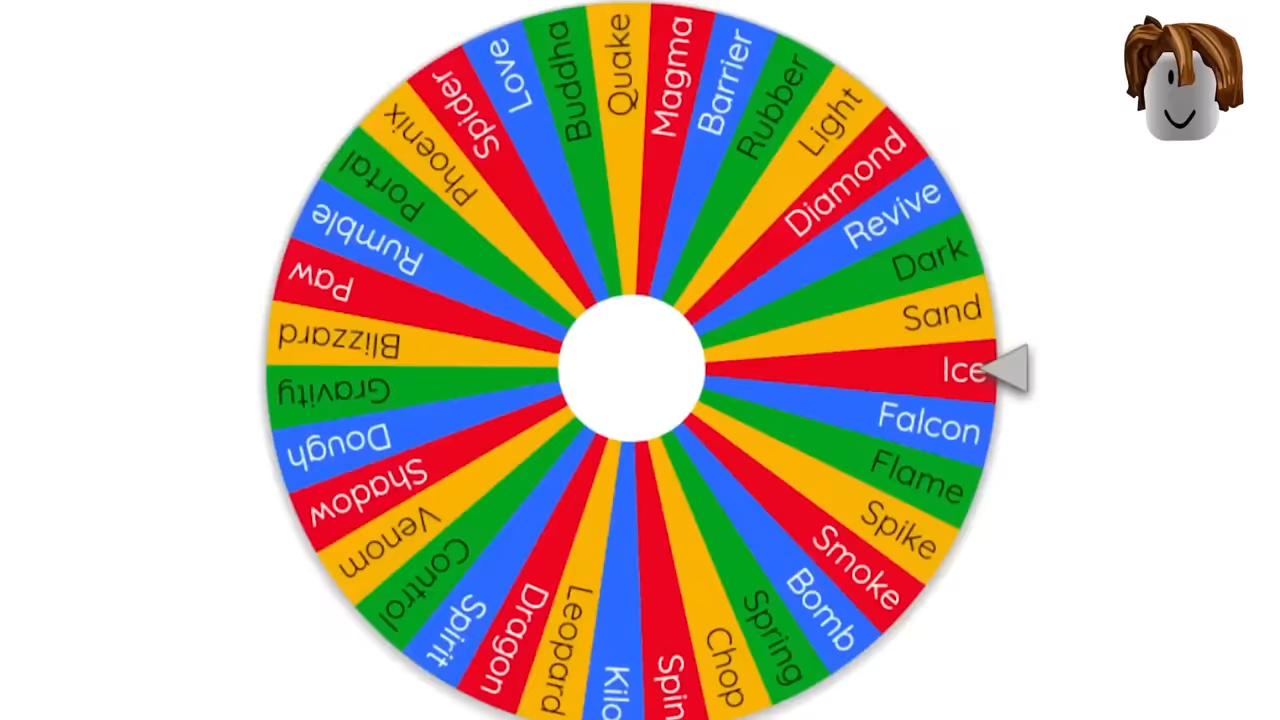 Quake
Magma
Barrier
Rubber
Light
Diamond
Revive
Dark
Sand
Ice
Falcon
Flame
Spike
Smoke
Bomb
Spring
Chop
Spin
Kilo
Leopard
Dragon
Spirit
Control
Venom
Shadow
Dough
Gravity
Blizzard
Paw
Rumble
Portal
Phoenix
Spider
Love
Buddha